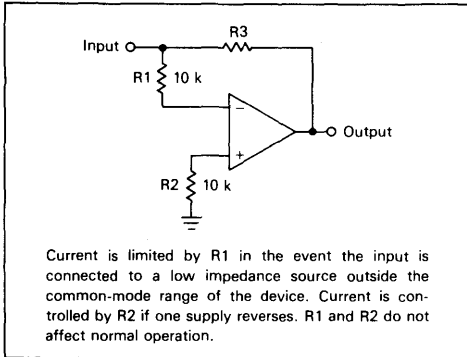 R3
Input
R1 10 k
−
Output
+
R2 10 k
Current is limited by R1 in the event the input is
connected to a low impedance source outside the
common-mode range of the device. Current is con-
trolled by R2 if one supply reverses. R1 and R2 do not
affect normal operation.